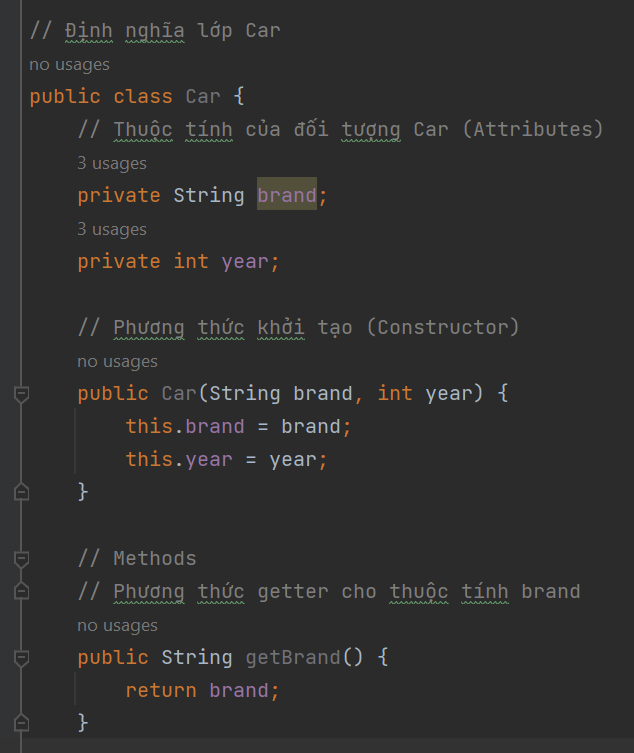 // Định nghĩa lớp Car
no usages
public class Car {
// Thuộc tính của đối tượng Car (Attributes)
3 usages
private String brand;
3 usages
private int year;
// Phương thức khởi tạo (Constructor)
no usages
public Car(String brand, int year) {
this.brand = brand;
this.year = year;
}
// Methods
// Phương thức getter cho thuộc tính brand
no usages
public String getBrand() {
return brand;
}